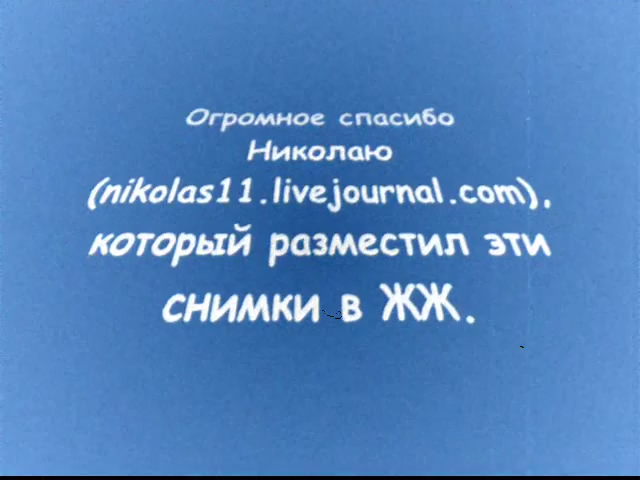 Огромное спасибо
Николаю
(nikolas11.livejournal.com),
который разместил эти
снимки в ЖЖ.